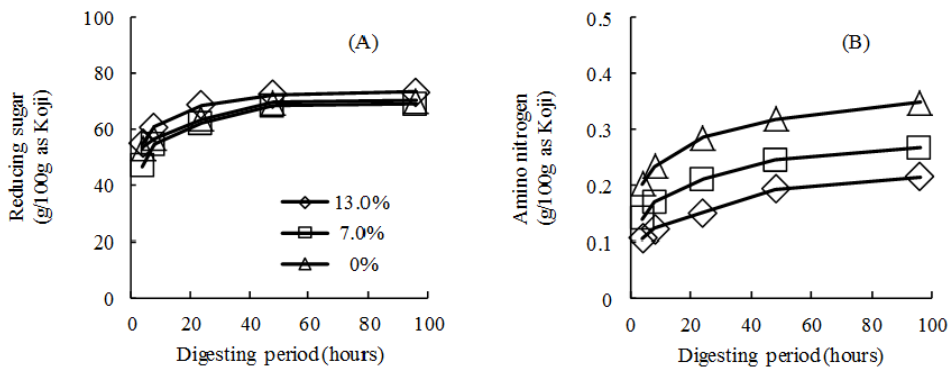 (A)
Reducing sugar
(g/100g as Koji)
100
80
60
40
20
0
13.0%
7.0%
0%
0 20 40 60 80 100
Digesting period (hours)
(B)
Amino nitrogen
(g/100g as Koji)
0.5
0.4
0.3
0.2
0.1
0.0
0 20 40 60 80 100
Digesting period (hours)